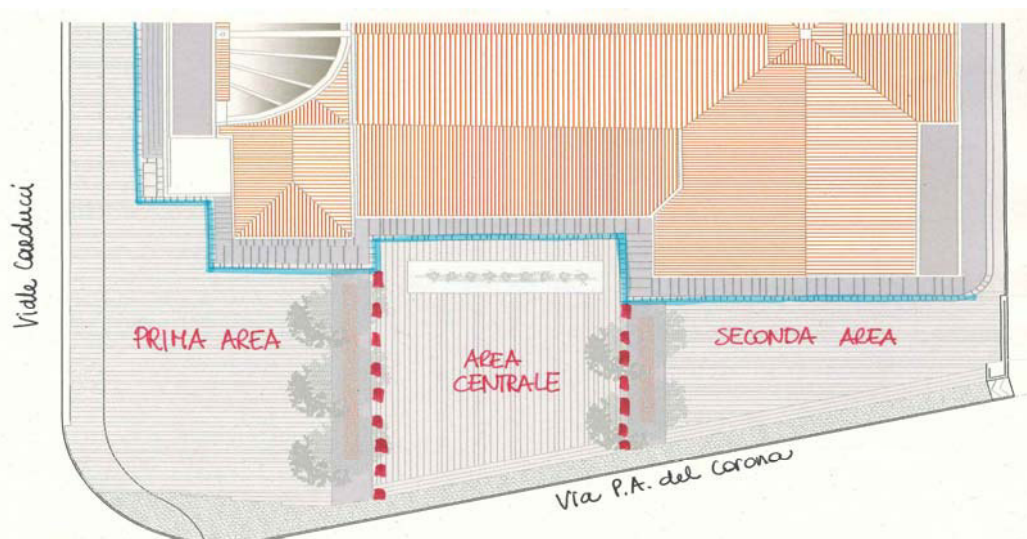 Viale Carducci
PRIMA AREA
AREA
CENTRALE
SECONDA AREA
Via P.A. del Corona